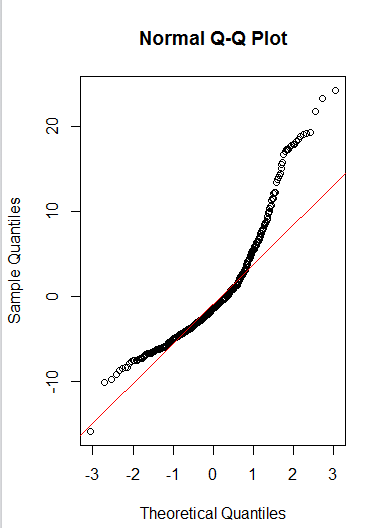 Normal Q-Q Plot
20
10
0
-10
Sample Quantiles
-3 -2 -1 0 1 2 3
Theoretical Quantiles